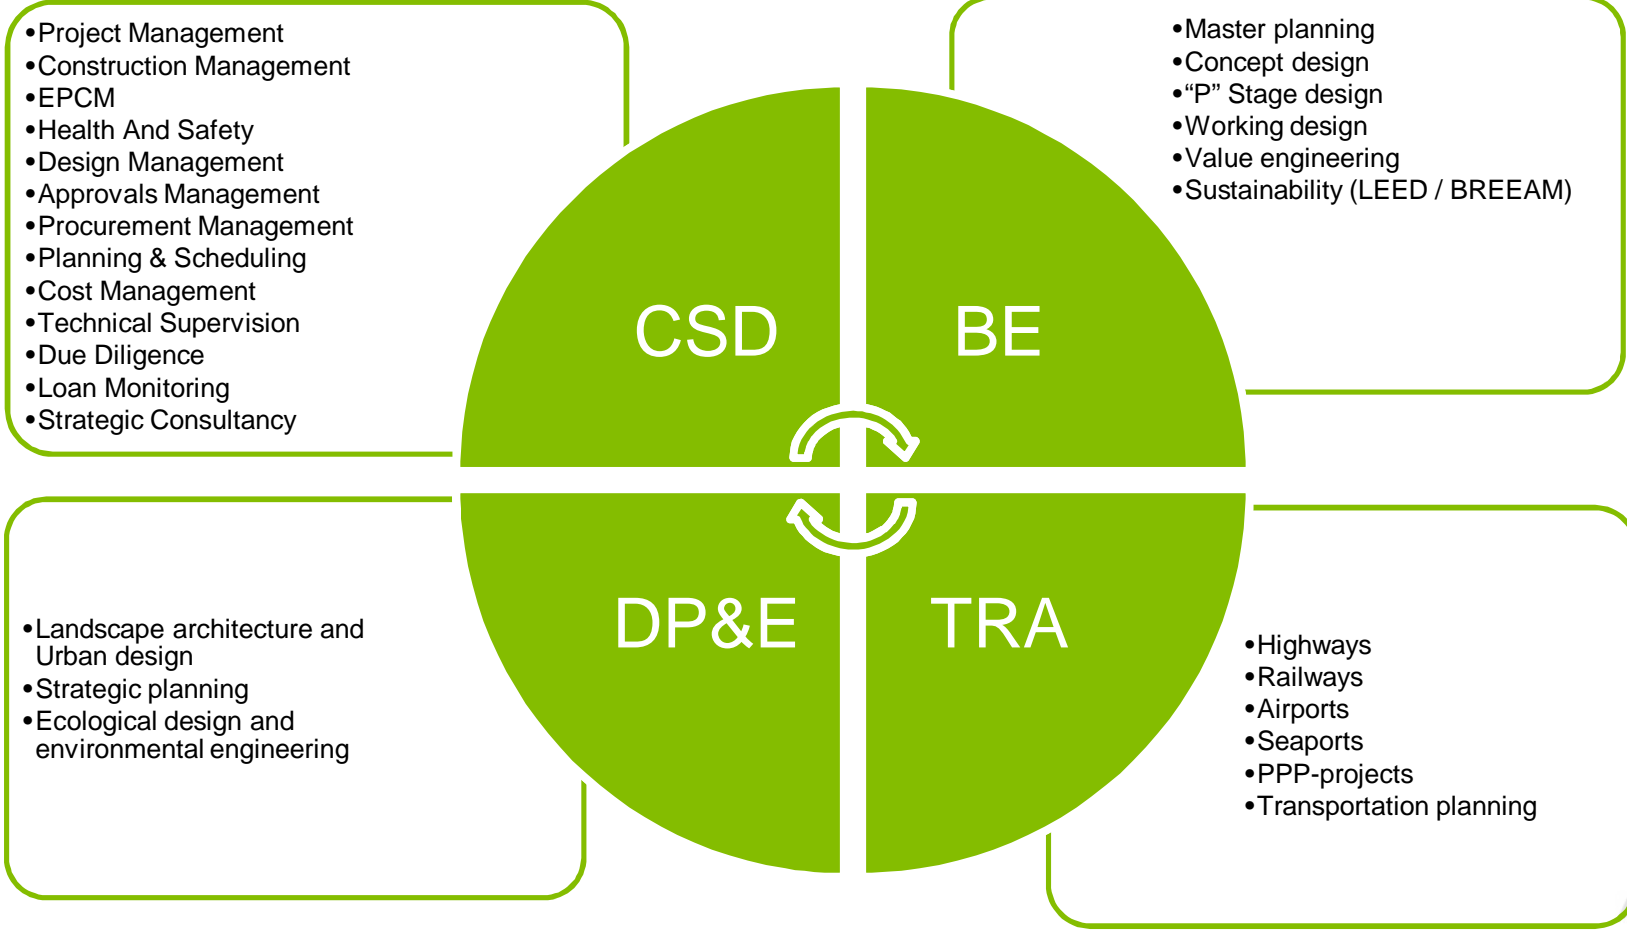 •Project Management
•Construction Management
•EPCM
•Health And Safety
•Design Management
•Approvals Management
•Procurement Management
•Planning & Scheduling
•Cost Management
•Technical Supervision
•Due Diligence
•Loan Monitoring
•Strategic Consultancy
•Master planning
•Concept design
•“P” Stage design
•Working design
•Value engineering
•Sustainability (LEED / BREEAM)
CSD
BE
DP&E
TRA
•Landscape architecture and
Urban design
•Strategic planning
•Ecological design and
environmental engineering
•Highways
•Railways
•Airports
•Seaports
•PPP-projects
•Transportation planning